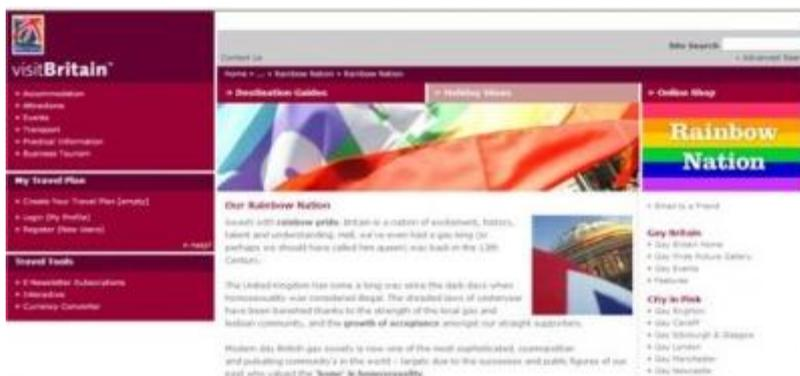 visitBritain
Accommodation
Attractions
Events
Transport
Practical Information
Business Tourism
My Travel Plan
Create Your Travel Plan [empty]
Login (My Profile)
Register (New Users)
Travel Tools
E-Newsletter Subscriptions
Interactive
Currency Converter
Contact Us
Site Search
Home > ... > Rainbow Nation > Rainbow Nation
Destination Guides
Holiday Ideas
Online Shop
Rainbow
Nation
Our Rainbow Nation
with rainbow pride, Britain is a nation of excitement, history,
talent and understanding. Hell, we've even had a gay king (or
perhaps we should have called him queen) way back in the
Century.
The United Kingdom has come a long way since the dark days when
homosexuality was considered illegal. The dreaded laws of
have been banished thanks to the strength of the local gay and
lesbian community, and the growth of acceptance amongst our straight supporters.
Modern day British gay society is now one of the most sophisticated, cosmopolitan
and pulsating community's in the world - largely due to the successes and public figures of our
past who valued the 'homo' in homosexuality.
Email to a Friend
Gay Britain
Gay Britain Home
Gay Pride Picture Gallery
Gay Events
Features
City in Pink
Gay Brighton
Gay Cardiff
Gay Edinburgh & Glasgow
Gay London
Gay Manchester
Gay Newcastle